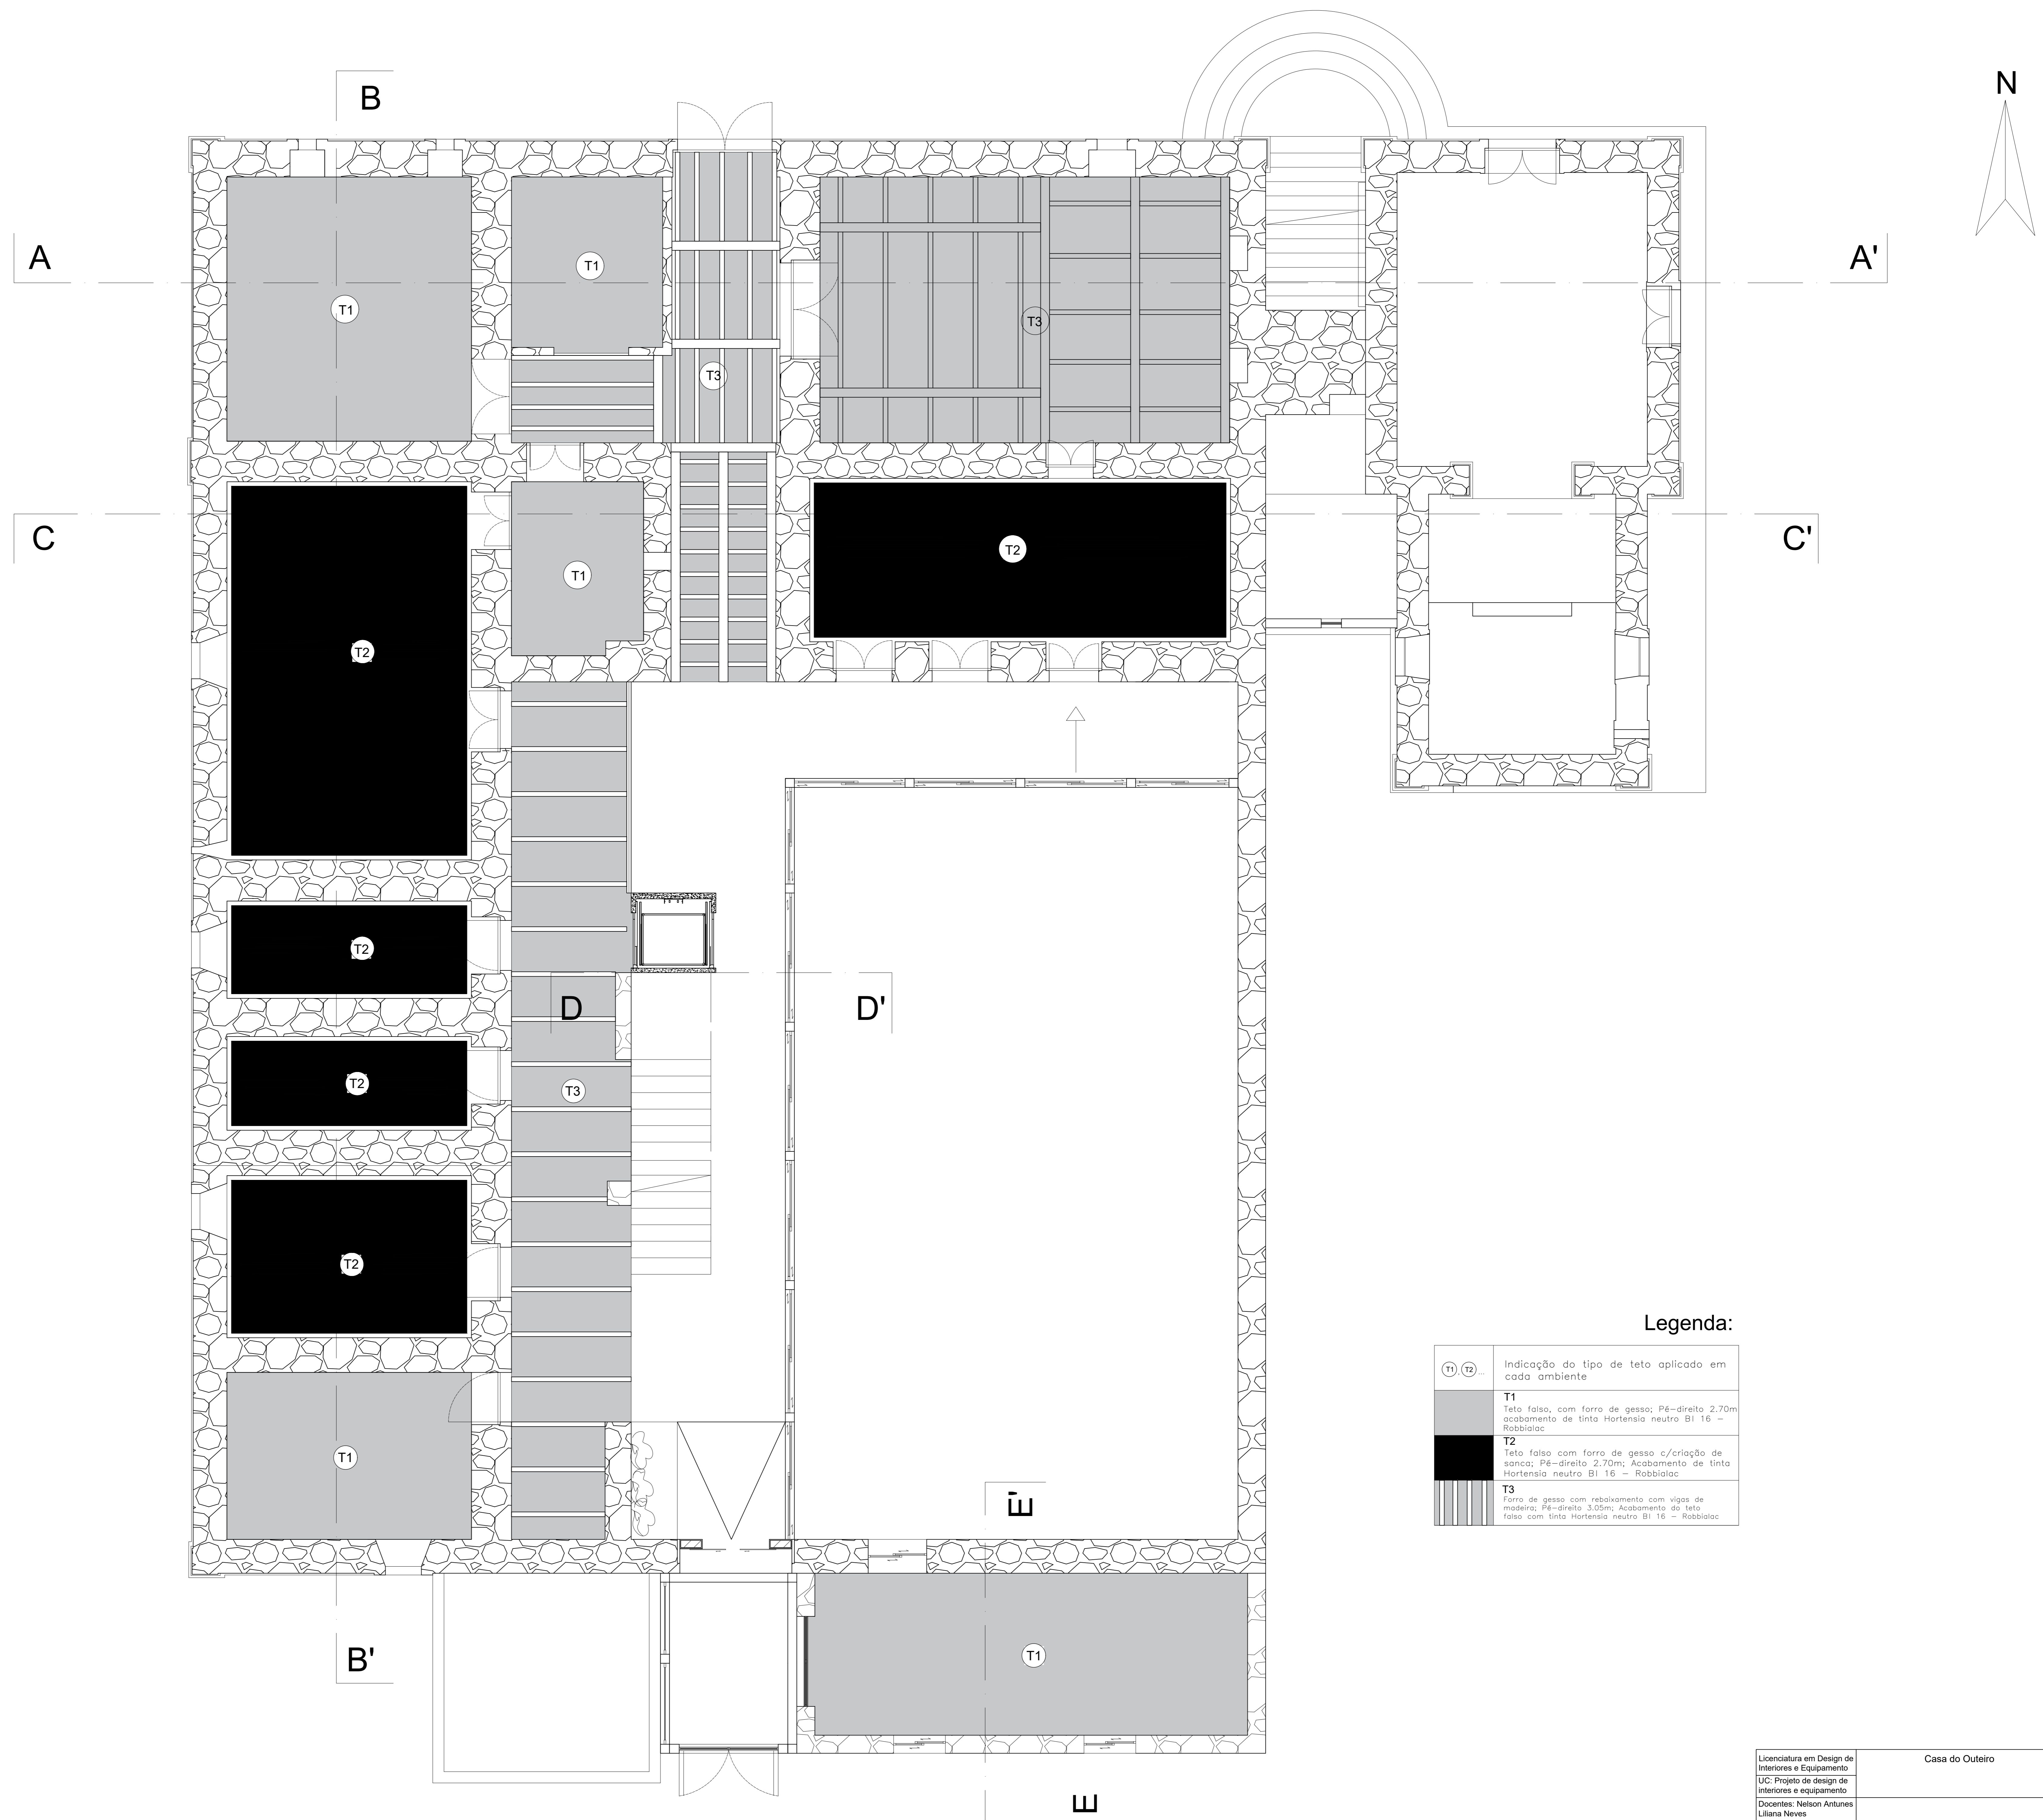 B
N
A
A'
T1
T1
T3
T3
C
C'
T2
T1
T2
T2
D
D'
T2
T3
T2
E'
T1
B'
T1
E
Legenda:
T1, T2 ...
Indicação do tipo de teto aplicado em
cada ambiente
T1
Teto falso, com forro de gesso; Pé-direito 2.70m
acabamento de tinta Hortensia neutro BI 16 -
Robbialac
T2
Teto falso com forro de gesso c/criação de
sanca; Pé-direito 2.70m; Acabamento de tinta
Hortensia neutro BI 16 - Robbialac
T3
Forro de gesso com rebaixamento com vigas de
madeira; Pé-direito 3.05m; Acabamento do teto
falso com tinta Hortensia neutro BI 16 - Robbialac
Licenciatura em Design de
Interiores e Equipamento
Casa do Outeiro
UC: Projeto de design de
interiores e equipamento
Docentes: Nelson Antunes
Liliana Neves